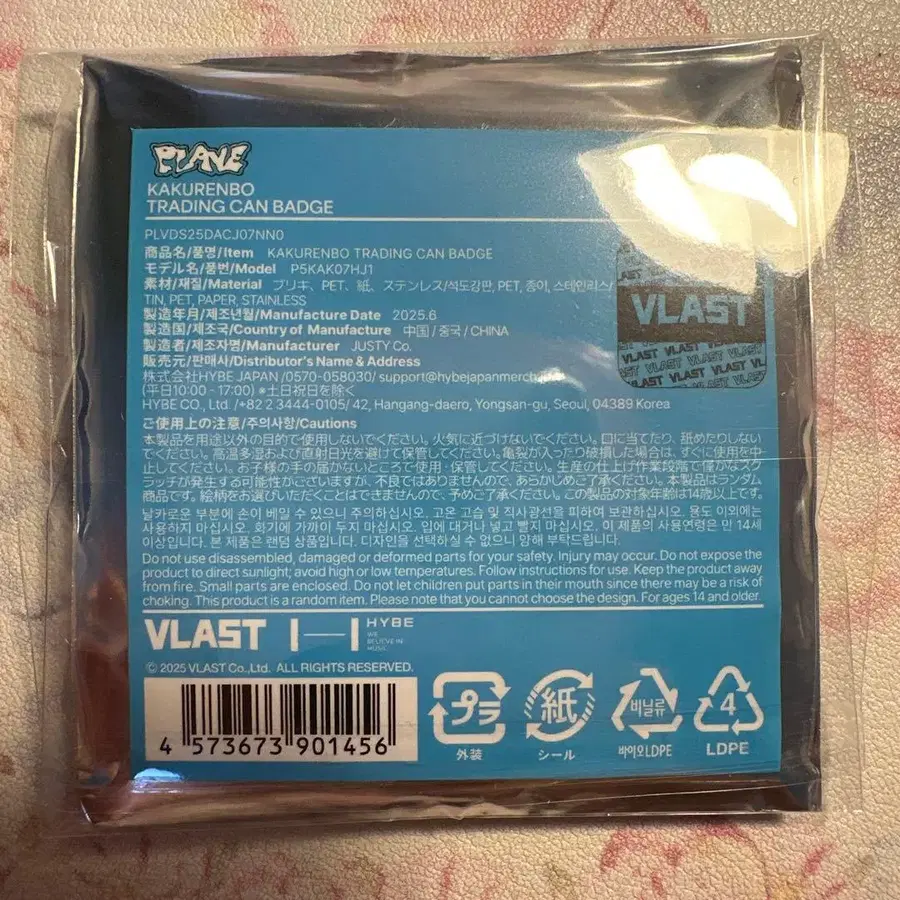 PLAVE
KAKURENBO
TRADING CAN BADGE
PLVDS25DACJ07NN0
商品名/품명/Item KAKURENBO TRADING CAN BADGE
モデル名/품번/Model P5KAK07HJ1
素材/재질/Material ブリキ、PET、紙、ステンレス/석도강판, PET, 종이, 스테인리스/
TIN, PET, PAPER, STAINLESS
製造年月/제조년월/Manufacture Date 2025.6
製造国/제조국/Country of Manufacture 中国/중국/CHINA
製造者/제조자명/Manufacturer JUSTY Co.
販売元/판매사/Distributor's Name & Address
株式会社HYBE JAPAN /0570-058030/ support@hybejapanmerch.jp
(平日10:00 - 17:00) ※土日祝日を除く
HYBE CO., Ltd. /+82 2 3444-0105/ 42, Hangang-daero, Yongsan-gu, Seoul, 04389 Korea
VLAST
VLAST VLAST VLAST VLAST
ご使用上の注意/주의사항/Cautions
本製品を用途以外の目的で使用しないでください。火気に近づけないでください。口に当てたり、舐めたりしない
でください。高温多湿および直射日光を避けて保管してください。亀裂が入ったり破損した場合は、すぐに使用を中
止してください。お子様の手の届かないところで使用・保管してください。生産の仕上げ作業段階で僅かなスク
ラッチが発生する可能性がございますが、不良ではありませんので、あらかじめご了承ください。本製品はランダム
商品です。絵柄をお選びいただくことはできませんので、予めご了承ください。この製品の対象年齢は14歳以上です。
날카로운 부분에 손이 베일 수 있으니 주의하십시오. 고온 고습 및 직사광선을 피하여 보관하십시오. 용도 이외에는
사용하지 마십시오. 화기에 가까이 두지 마십시오. 입에 대거나 넣고 빨지 마십시오. 이 제품의 사용연령은 만 14세
이상입니다. 본 제품은 랜덤 상품입니다. 디자인을 선택하실 수 없으니 양해 부탁드립니다.
Do not use disassembled, damaged or deformed parts for your safety. Injury may occur. Do not expose the
product to direct sunlight; avoid high or low temperatures. Follow instructions for use. Keep the product away
from fire. Small parts are enclosed. Do not let children put parts in their mouth since there may be a risk of
choking. This product is a random item. Please note that you cannot choose the design. For ages 14 and older.
VLAST HYBE
WE
BELIEVE IN
MUSIC
© 2025 VLAST Co.,Ltd. ALL RIGHTS RESERVED.
4 573673 901456
プラ 紙 비닐류 4
外装 シール 바이오LDPE LDPE